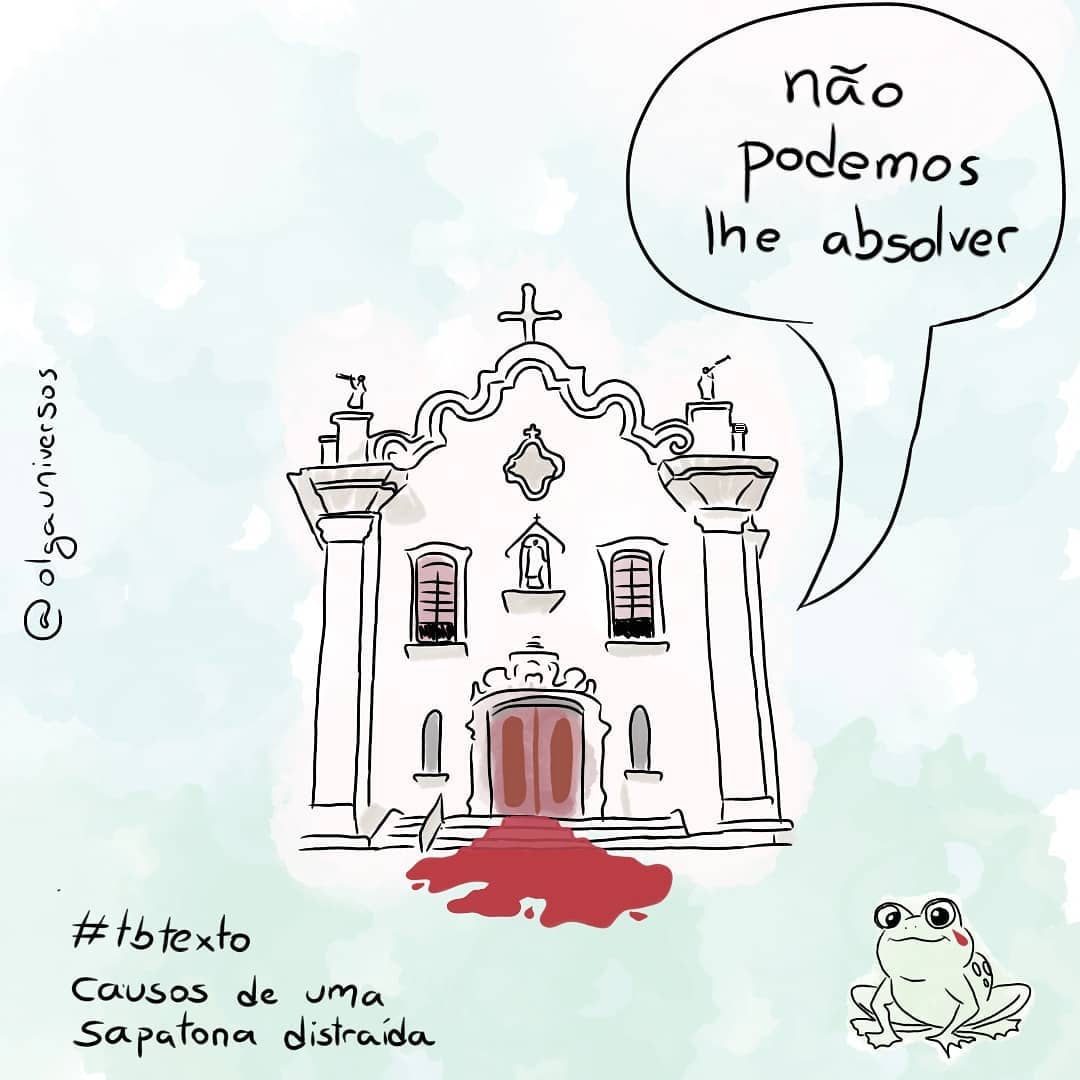 não
podemos
lhe absolver
@olgauniversos
#tbtexto
causos de uma
sapatona distraída